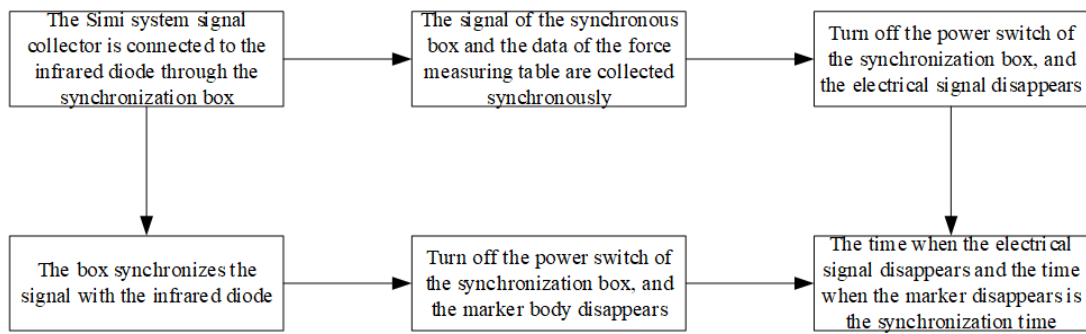 The Simi system signal
collector is connected to the
infrared diode through the
synchronization box
The signal of the synchronous
box and the data of the force
measuring table are collected
synchronously
Turn off the power switch of
the synchronization box, and
the electrical signal disappears
The box synchronizes the
signal with the infrared diode
Turn off the power switch of
the synchronization box, and
the marker body disappears
The time when the electrical
signal disappears and the time
when the marker disappears is
the synchronization time